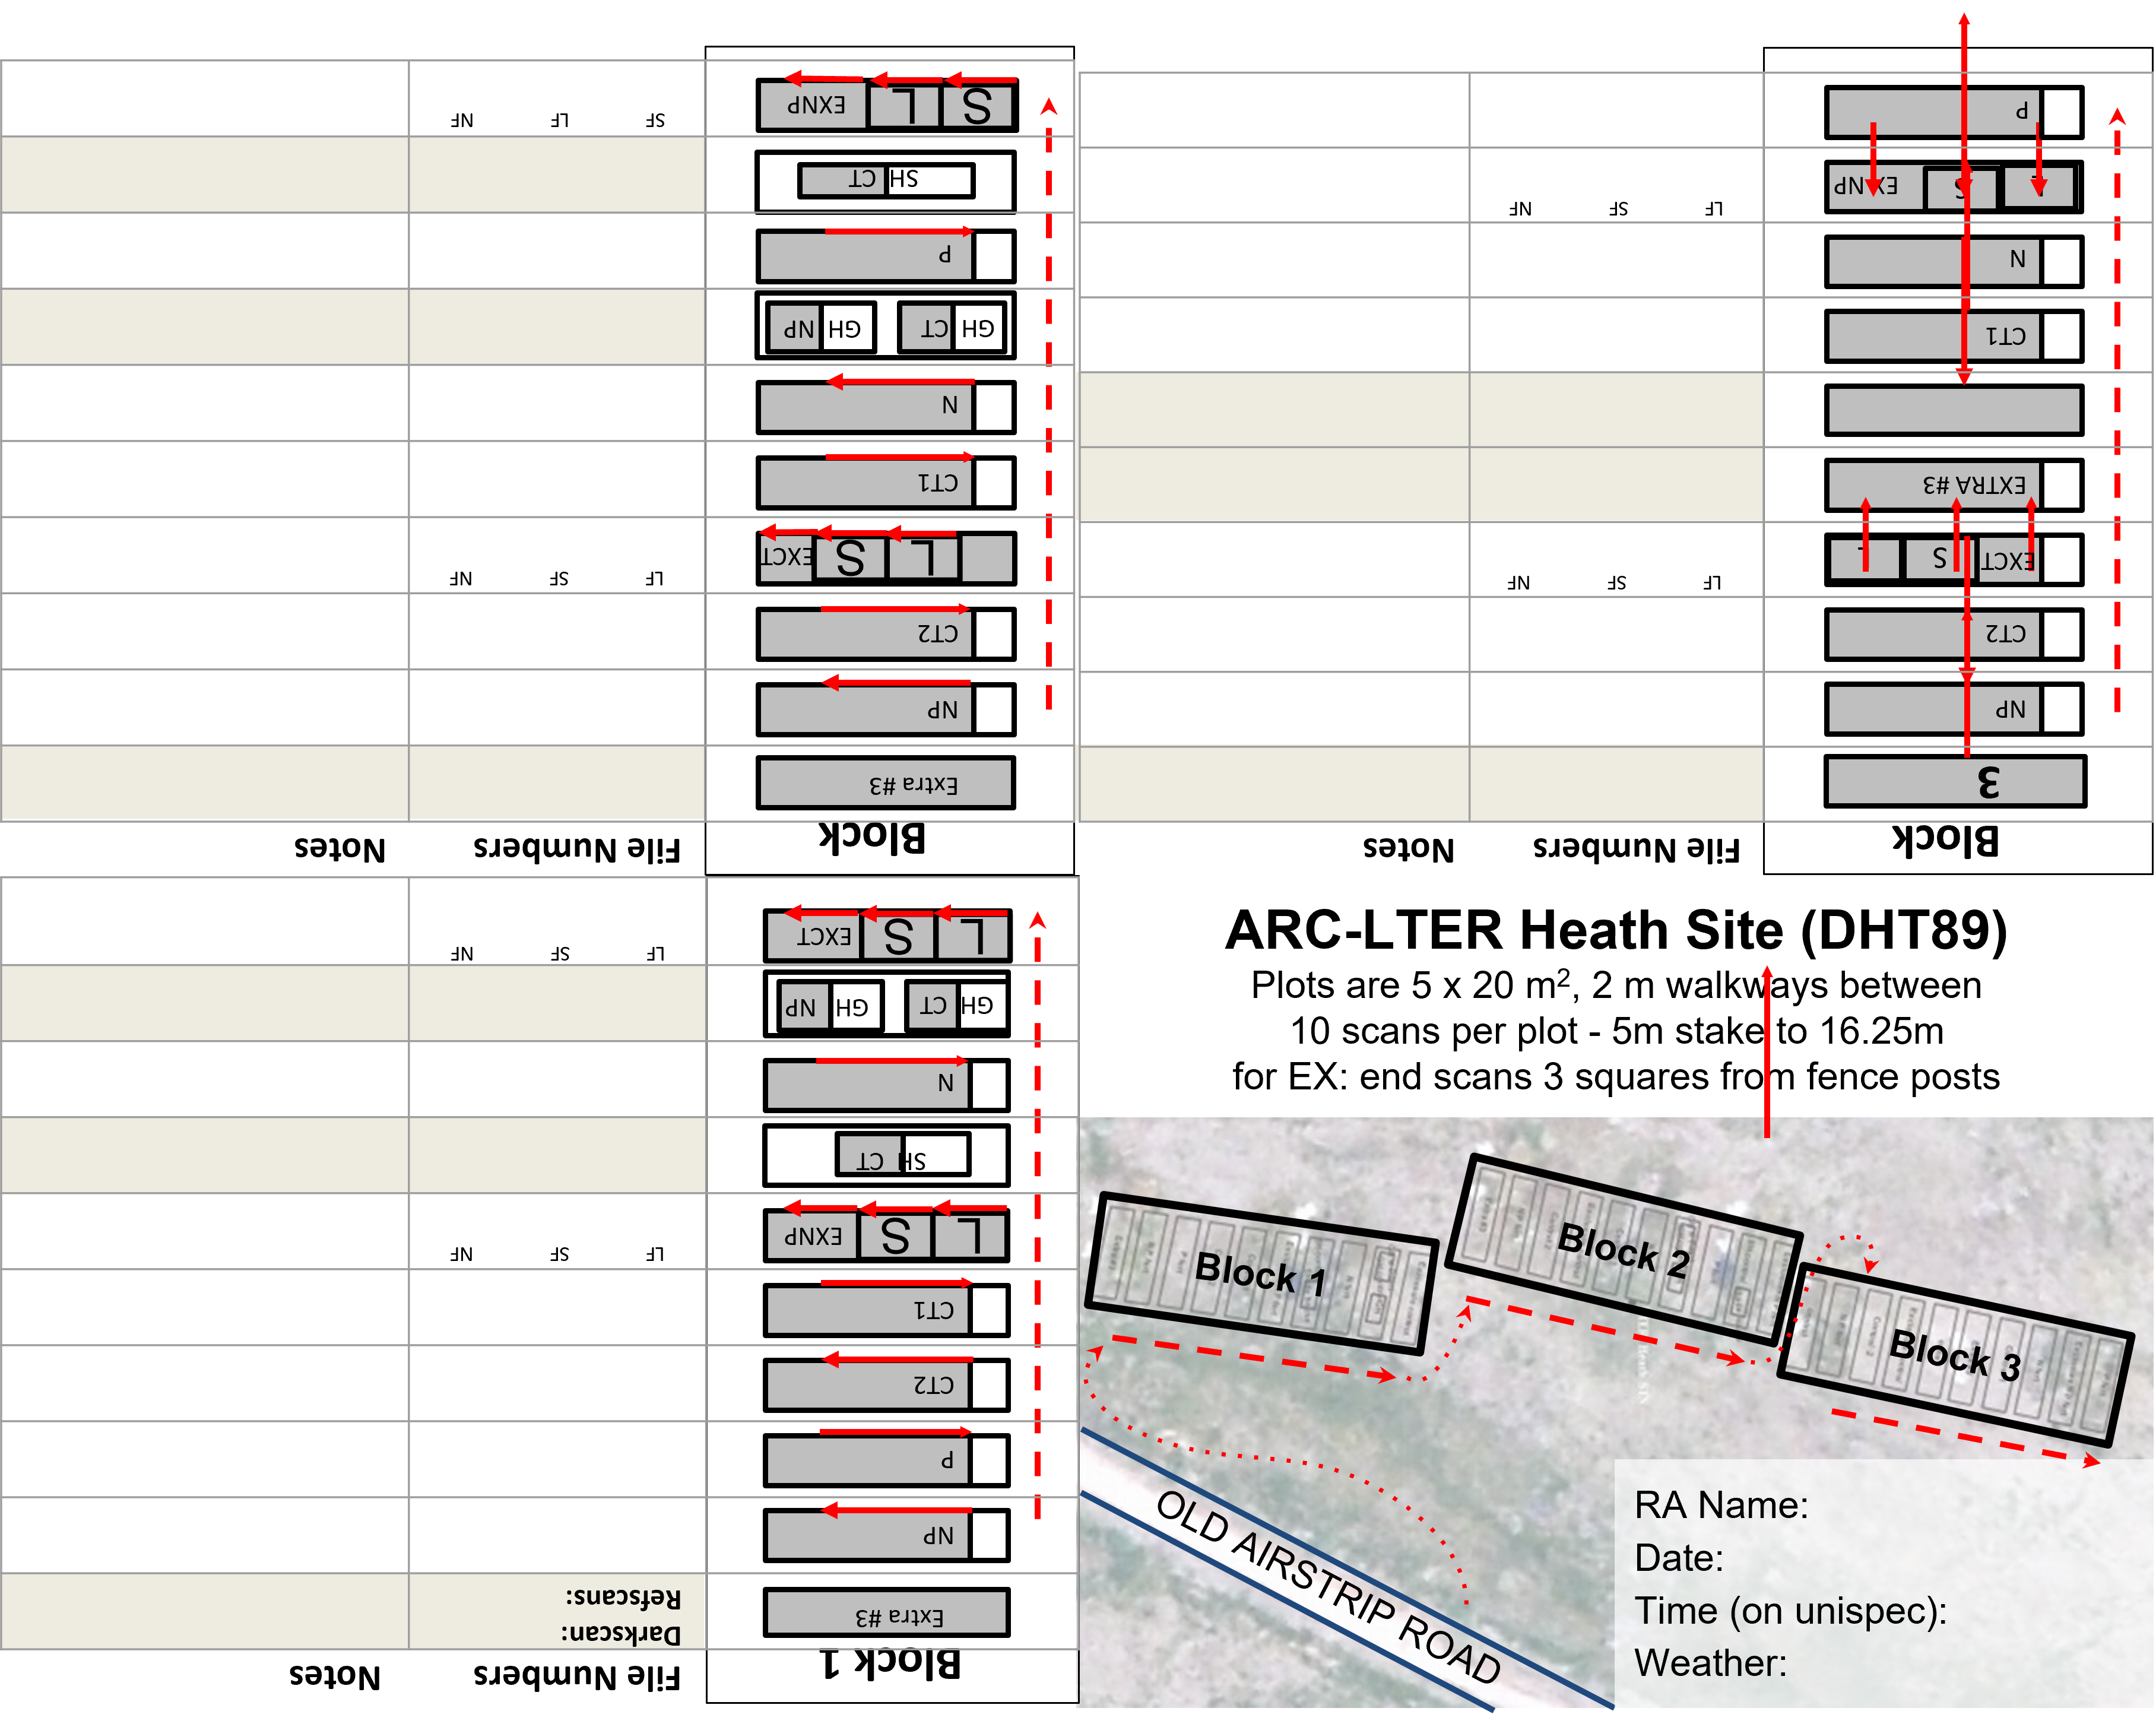 ARC-LTER Heath Site (DHT89)
Plots are 5 x 20 m², 2 m walkways between
10 scans per plot - 5m stake to 16.25m
for EX: end scans 3 squares from fence posts
Block 1
Block 2
Block 3
OLD AIRSTRIP ROAD
RA Name:
Date:
Time (on unispec):
Weather:
Block 1 File Numbers Notes
Extra #3 Darkscan:
Refscans:
NP
P
CT2
CT1
L S EXNP LF SF NF
SH CT
N
GH CT GH NP
L S EXCT LF SF NF
Block File Numbers Notes
Extra #3
NP
CT2
L S EXCT LF SF NF
CT1
N
GH CT GH NP
P
SH CT
S L EXNP SF LF NF
Block File Numbers Notes
3
NP
CT2
EXCT S L LF SF NF
EXTRA #3
CT1
N
L S EXNP LF SF NF
P